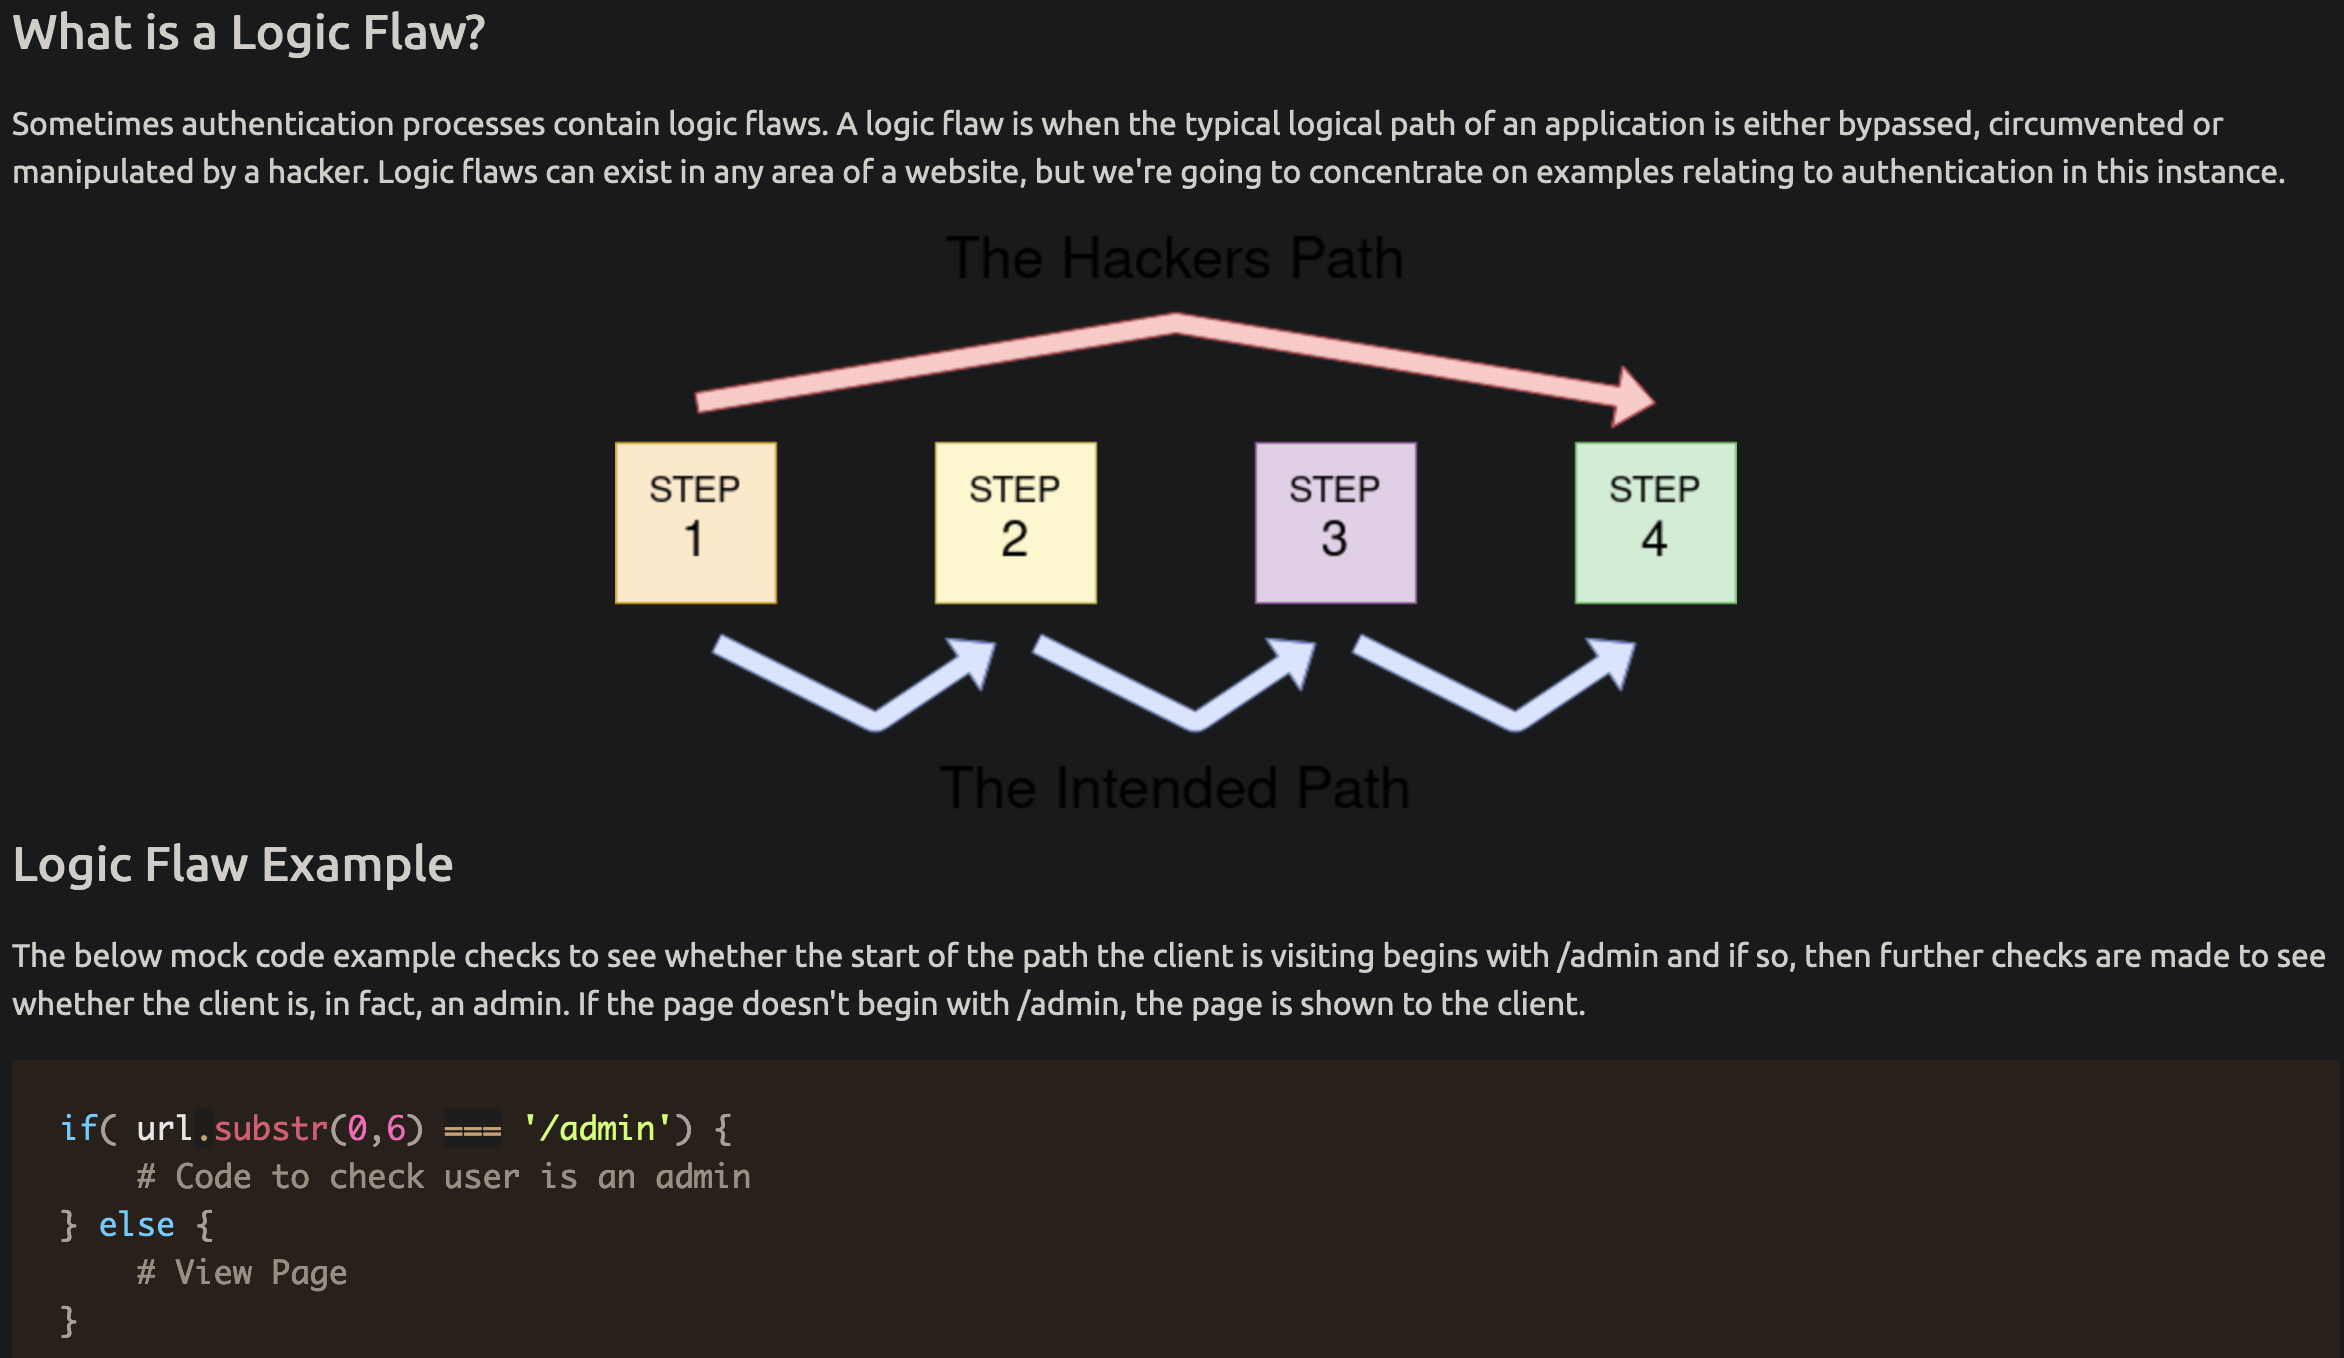 What is a Logic Flaw?
Sometimes authentication processes contain logic flaws. A logic flaw is when the typical logical path of an application is either bypassed, circumvented or
manipulated by a hacker. Logic flaws can exist in any area of a website, but we're going to concentrate on examples relating to authentication in this instance.
The Hackers Path
STEP
1
STEP
2
STEP
3
STEP
4
The Intended Path
Logic Flaw Example
The below mock code example checks to see whether the start of the path the client is visiting begins with /admin and if so, then further checks are made to see
whether the client is, in fact, an admin. If the page doesn't begin with /admin, the page is shown to the client.
if( url.substr(0,6) === '/admin') {
    # Code to check user is an admin
} else {
    # View Page
}